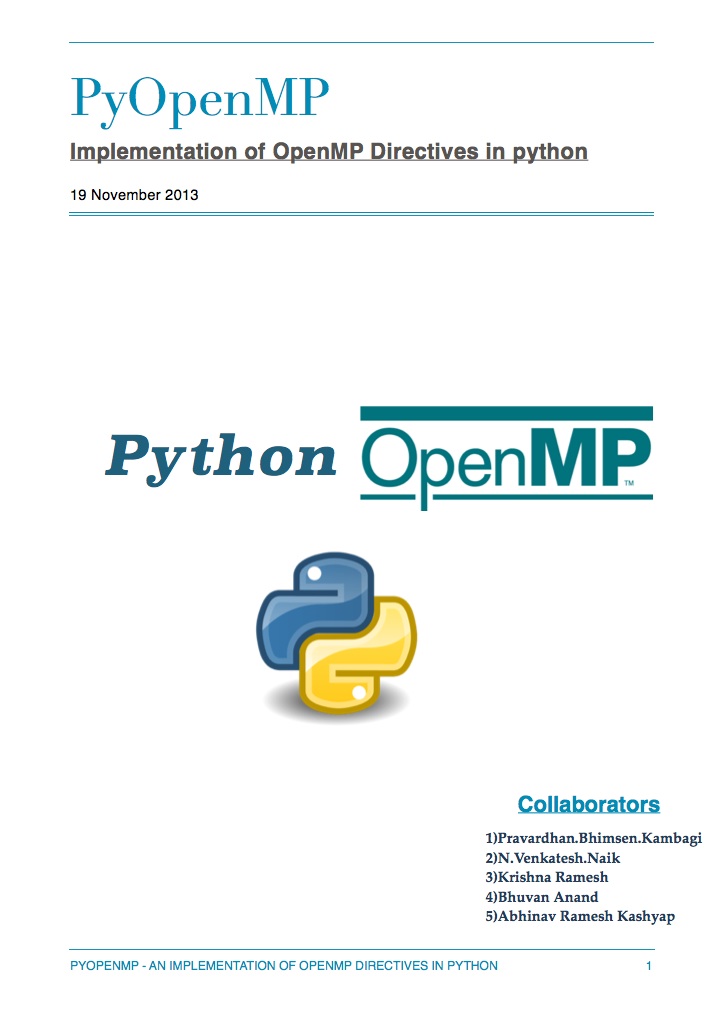 PyOpenMP
Implementation of OpenMP Directives in python
19 November 2013
Python
OpenMP™
Collaborators
1)Pravardhan.Bhimsen.Kambagi
2)N.Venkatesh.Naik
3)Krishna Ramesh
4)Bhuvan Anand
5)Abhinav Ramesh Kashyap
PYOPENMP - AN IMPLEMENTATION OF OPENMP DIRECTIVES IN PYTHON 1